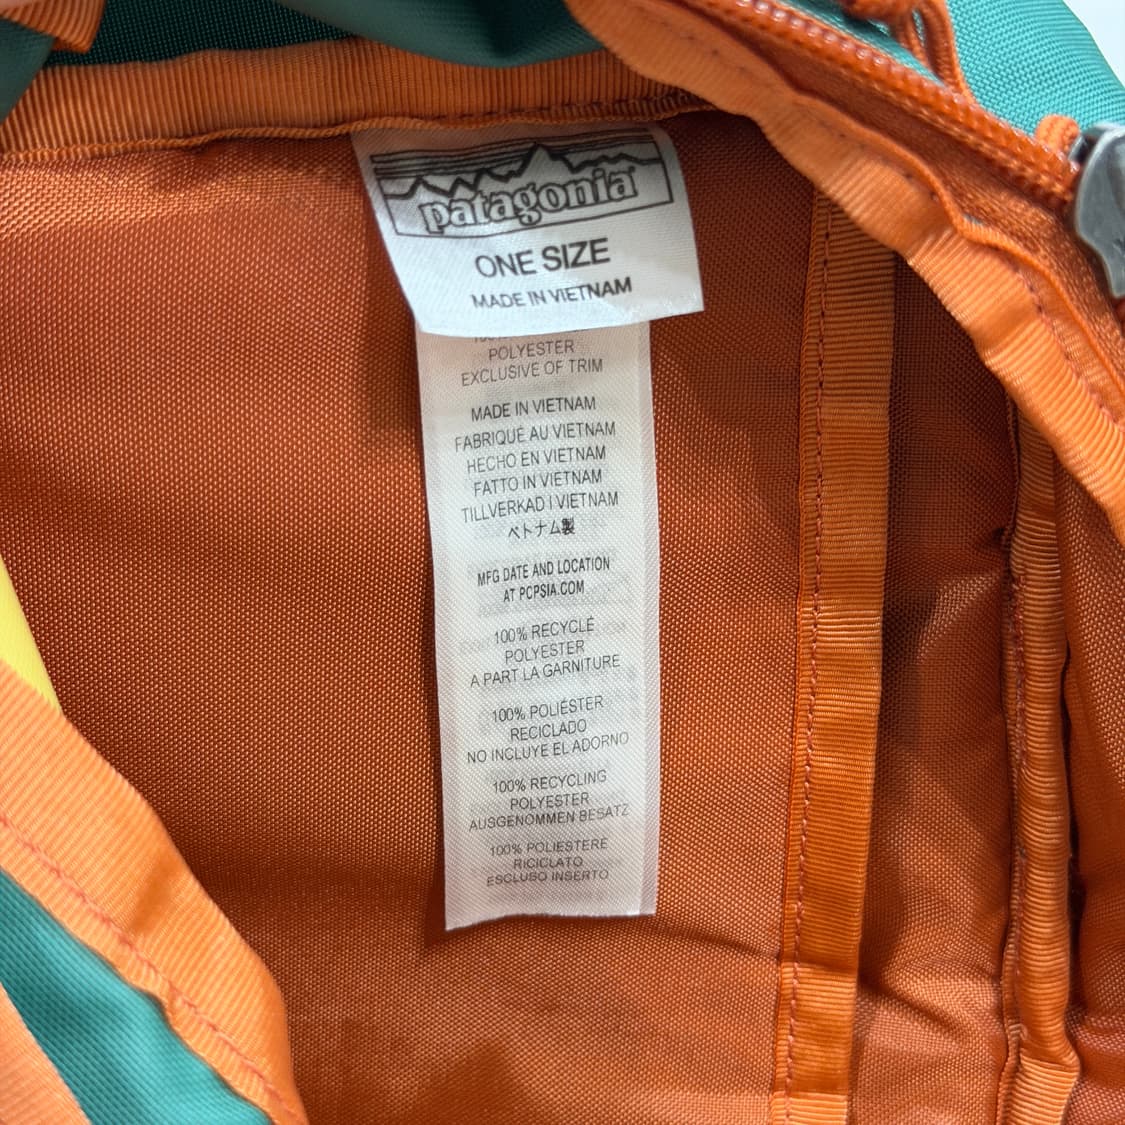 patagonia
ONE SIZE
MADE IN VIETNAM
POLYESTER
EXCLUSIVE OF TRIM
MADE IN VIETNAM
FABRIQUÉ AU VIETNAM
HECHO EN VIETNAM
FATTO IN VIETNAM
TILLVERKAD I VIETNAM
ベトナム製
MFG DATE AND LOCATION
AT PCPSIA.COM
100% RECYCLÉ
POLYESTER
A PART LA GARNITURE
100% POLIÉSTER
RECICLADO
NO INCLUYE EL ADORNO
100% RECYCLING
POLYESTER
AUSGENOMMEN BESATZ
100% POLIESTERE
RICICLATO
ESCLUSO INSERTO